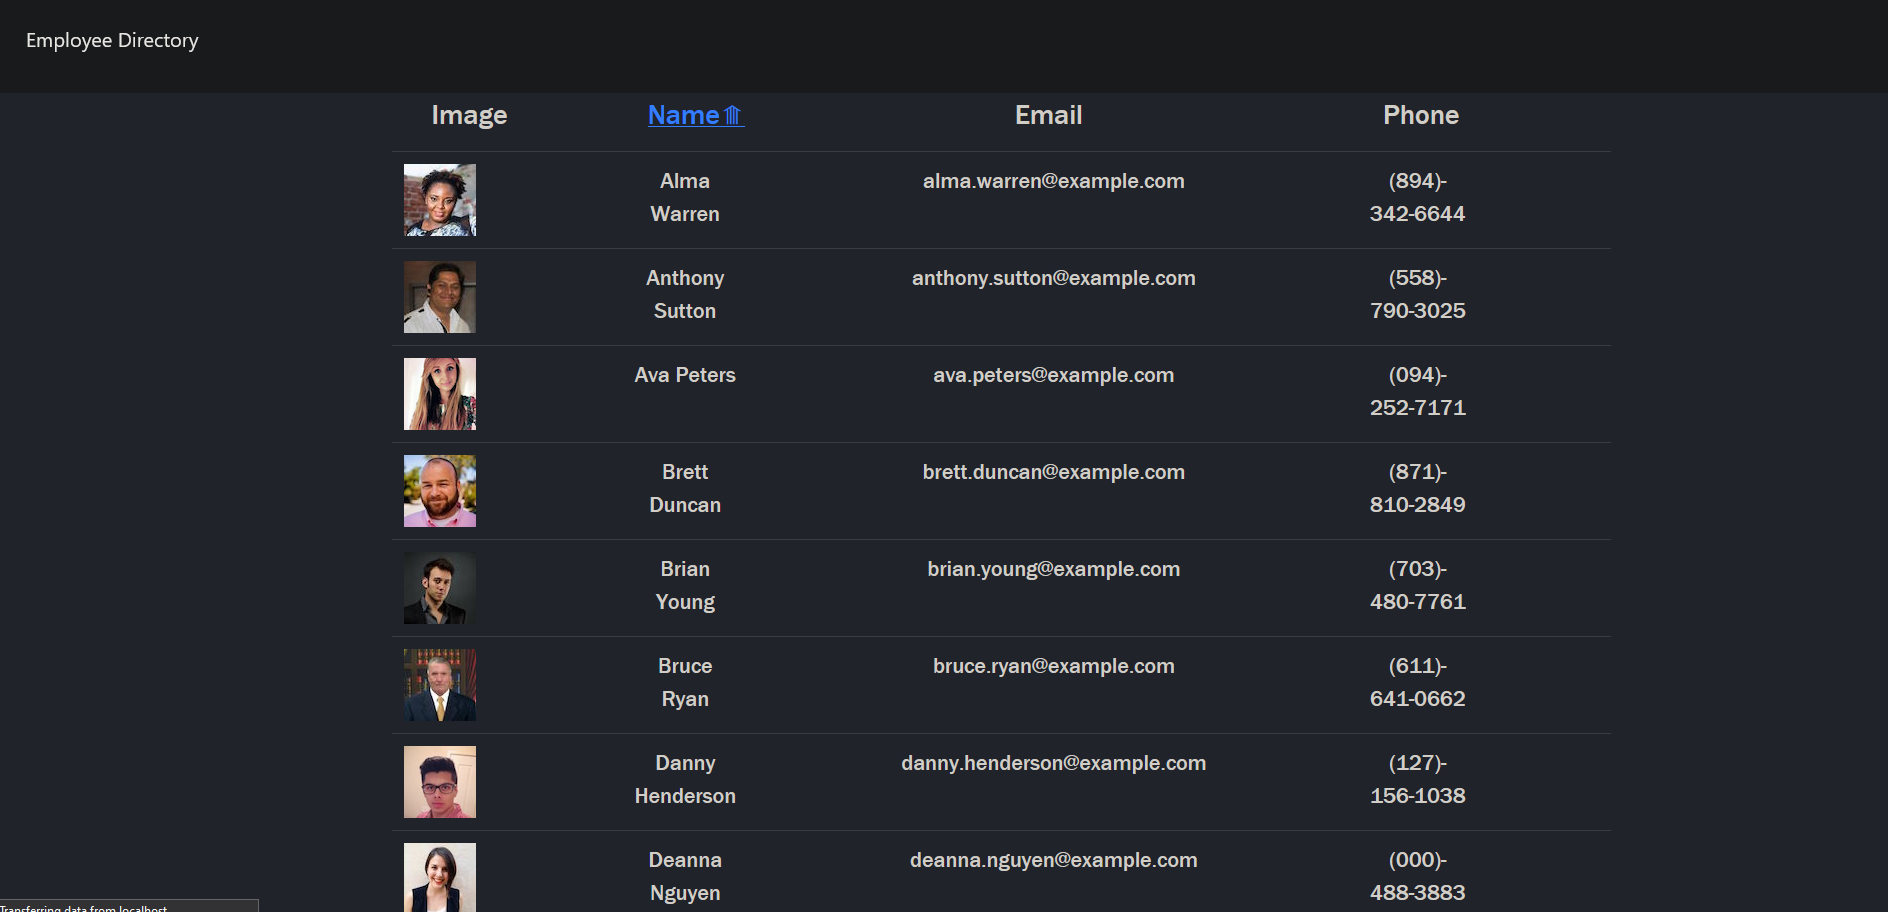 Employee Directory
Image Name⤊ Email Phone
Alma Warren alma.warren@example.com (894)-342-6644
Anthony Sutton anthony.sutton@example.com (558)-790-3025
Ava Peters ava.peters@example.com (094)-252-7171
Brett Duncan brett.duncan@example.com (871)-810-2849
Brian Young brian.young@example.com (703)-480-7761
Bruce Ryan bruce.ryan@example.com (611)-641-0662
Danny Henderson danny.henderson@example.com (127)-156-1038
Deanna Nguyen deanna.nguyen@example.com (000)-488-3883
Transferring data from localhost